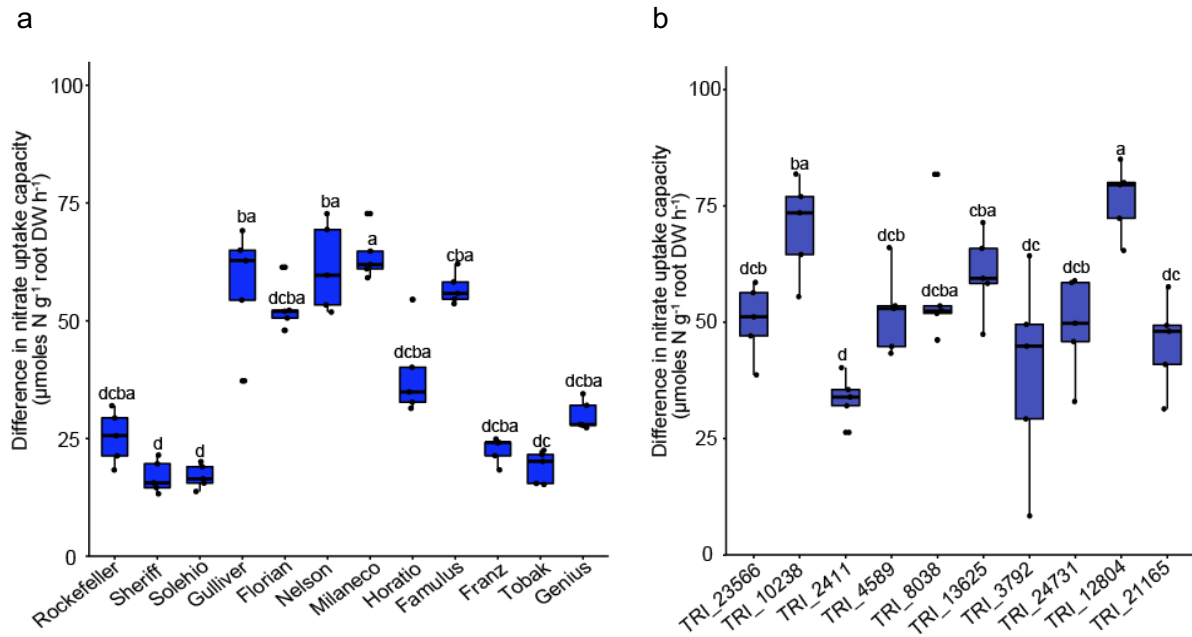 a
Difference in nitrate uptake capacity
(µmoles N g⁻¹ root DW h⁻¹)
100
75
50
25
0
dcba
d
d
ba
dcba
ba
a
dcba
cba
dcba
dc
dcba
Rockefeller
Sheriff
Solehio
Gulliver
Florian
Nelson
Milaneco
Horatio
Famulus
Franz
Tobak
Genius
b
Difference in nitrate uptake capacity
(µmoles N g⁻¹ root DW h⁻¹)
100
75
50
25
0
dcb
ba
d
dcb
dcba
cba
dc
dcb
a
dc
TRI_23566
TRI_10238
TRI_2411
TRI_4589
TRI_8038
TRI_13625
TRI_3792
TRI_24731
TRI_12804
TRI_21165